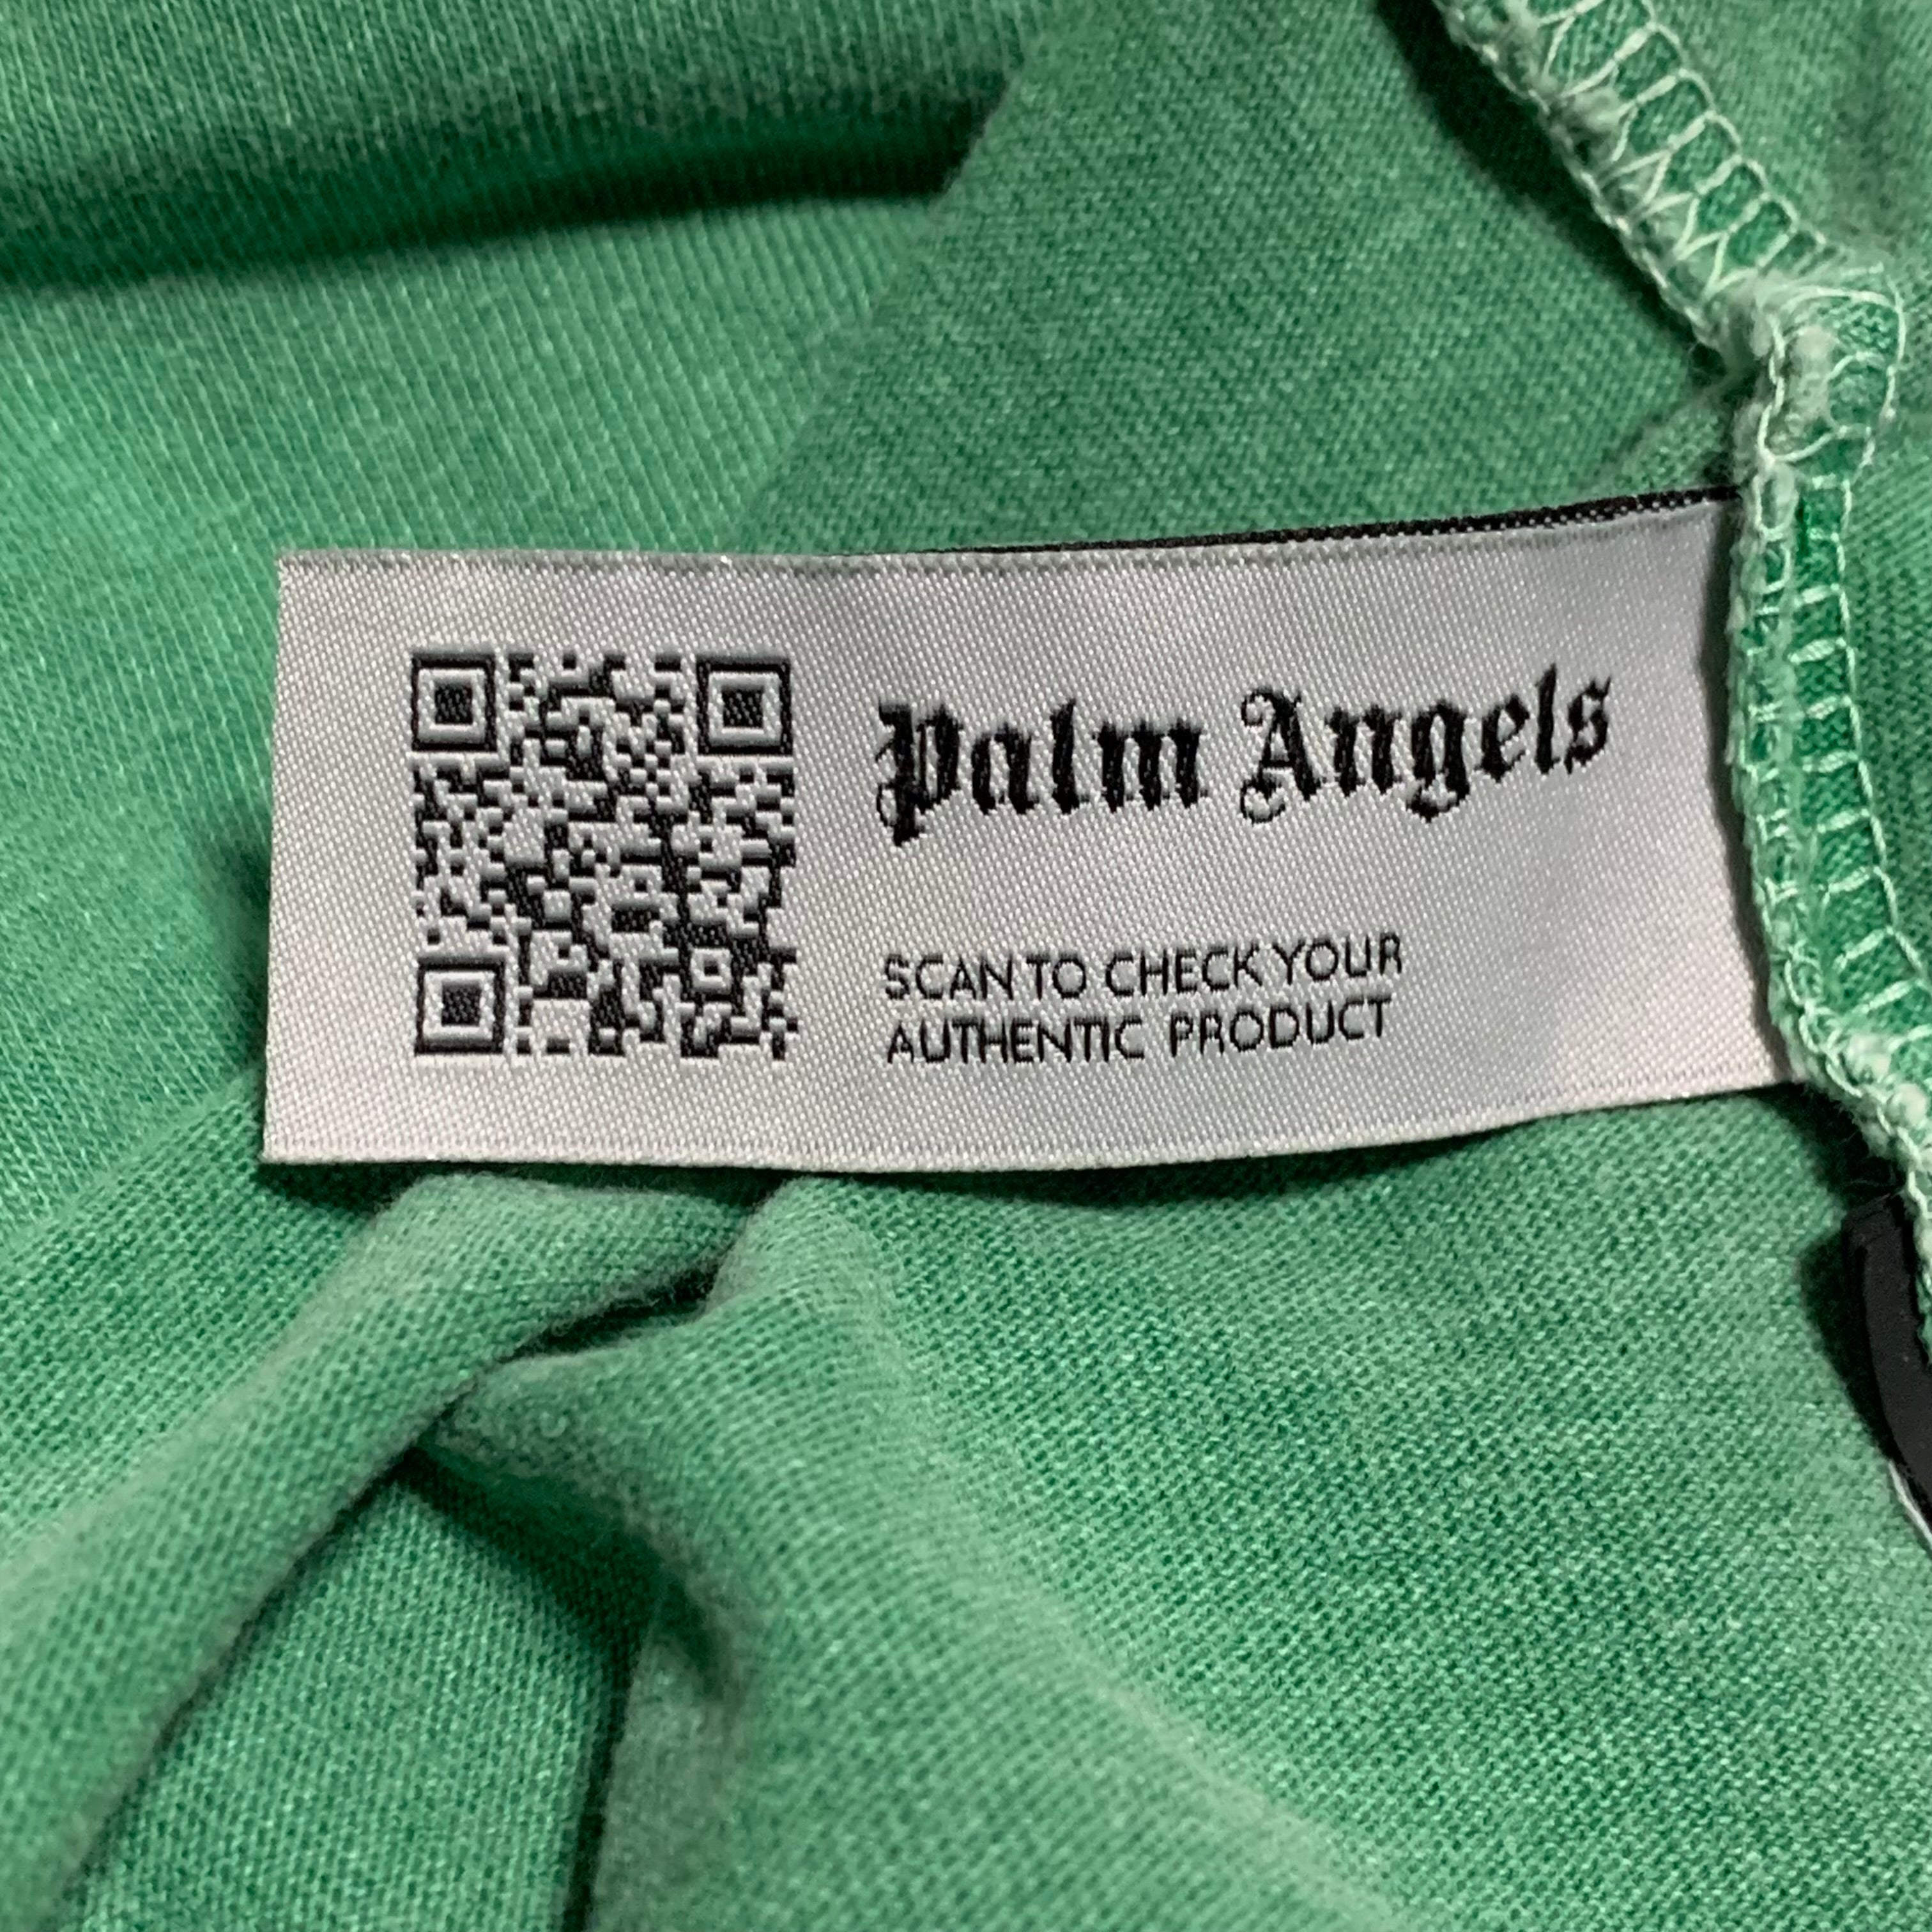 Palm Angels
SCAN TO CHECK YOUR
AUTHENTIC PRODUCT